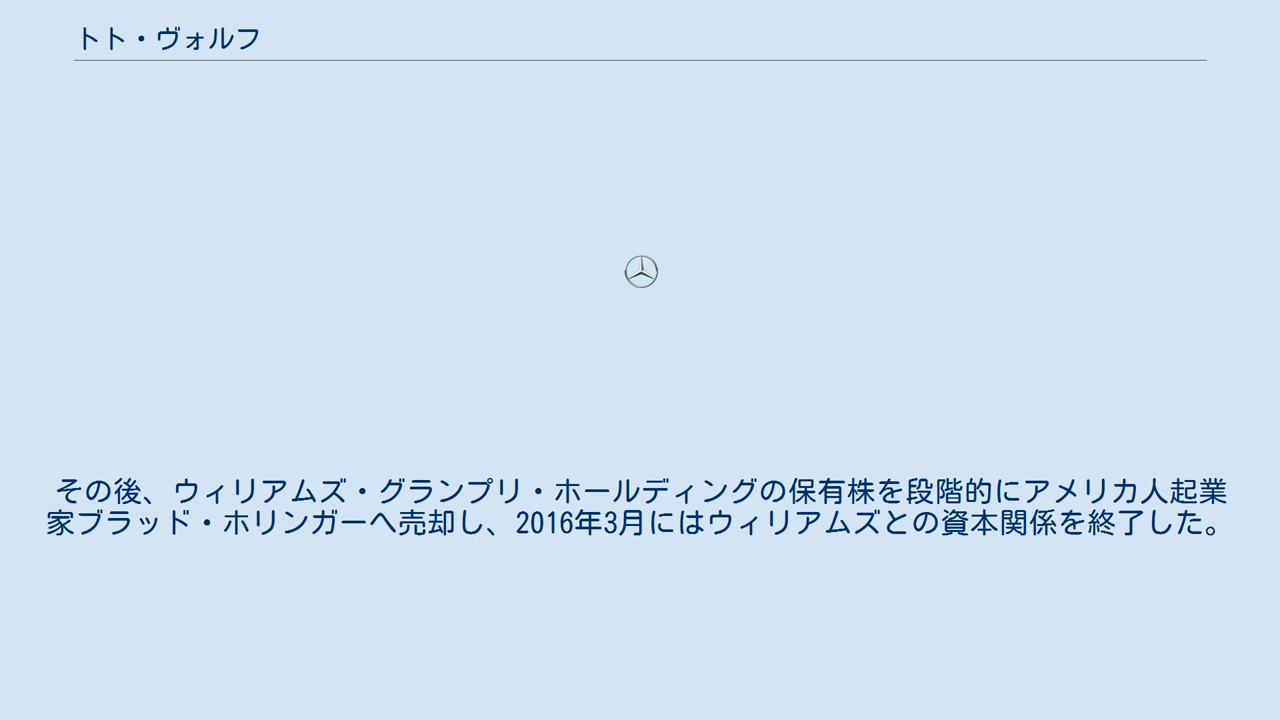 トト・ヴォルフ
その後、ウィリアムズ・グランプリ・ホールディングの保有株を段階的にアメリカ人起業
家ブラッド・ホリンガーへ売却し、2016年3月にはウィリアムズとの資本関係を終了した。